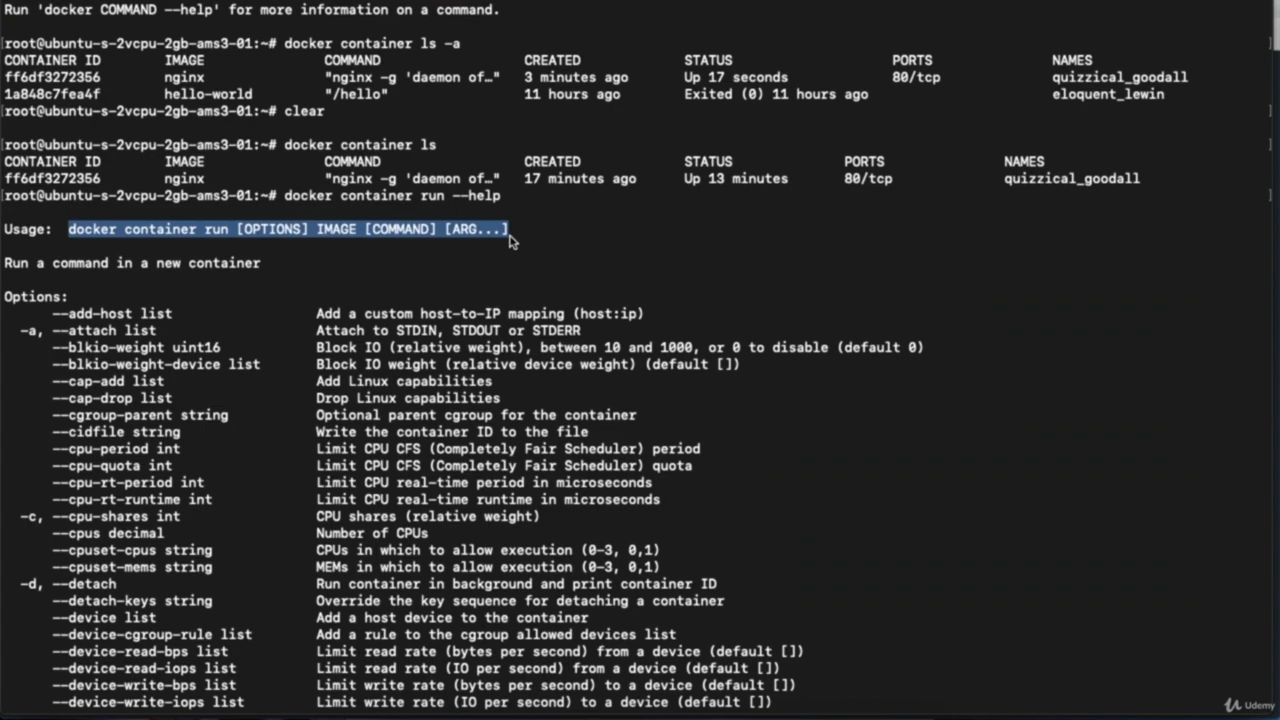 Run 'docker COMMAND --help' for more information on a command.
[root@ubuntu-s-2vcpu-2gb-ams3-01:~# docker container ls -a ]
CONTAINER ID IMAGE COMMAND CREATED STATUS PORTS NAMES
ff6df3272356 nginx "nginx -g 'daemon of…" 3 minutes ago Up 17 seconds 80/tcp quizzical_goodall
1a848c7fea4f hello-world "/hello" 11 hours ago Exited (0) 11 hours ago eloquent_lewin
[root@ubuntu-s-2vcpu-2gb-ams3-01:~# clear ]
[root@ubuntu-s-2vcpu-2gb-ams3-01:~# docker container ls ]
CONTAINER ID IMAGE COMMAND CREATED STATUS PORTS NAMES
ff6df3272356 nginx "nginx -g 'daemon of…" 17 minutes ago Up 13 minutes 80/tcp quizzical_goodall
[root@ubuntu-s-2vcpu-2gb-ams3-01:~# docker container run --help ]
Usage: docker container run [OPTIONS] IMAGE [COMMAND] [ARG...]
Run a command in a new container
Options:
--add-host list Add a custom host-to-IP mapping (host:ip)
-a, --attach list Attach to STDIN, STDOUT or STDERR
--blkio-weight uint16 Block IO (relative weight), between 10 and 1000, or 0 to disable (default 0)
--blkio-weight-device list Block IO weight (relative device weight) (default [])
--cap-add list Add Linux capabilities
--cap-drop list Drop Linux capabilities
--cgroup-parent string Optional parent cgroup for the container
--cidfile string Write the container ID to the file
--cpu-period int Limit CPU CFS (Completely Fair Scheduler) period
--cpu-quota int Limit CPU CFS (Completely Fair Scheduler) quota
--cpu-rt-period int Limit CPU real-time period in microseconds
--cpu-rt-runtime int Limit CPU real-time runtime in microseconds
-c, --cpu-shares int CPU shares (relative weight)
--cpus decimal Number of CPUs
--cpuset-cpus string CPUs in which to allow execution (0-3, 0,1)
--cpuset-mems string MEMs in which to allow execution (0-3, 0,1)
-d, --detach Run container in background and print container ID
--detach-keys string Override the key sequence for detaching a container
--device list Add a host device to the container
--device-cgroup-rule list Add a rule to the cgroup allowed devices list
--device-read-bps list Limit read rate (bytes per second) from a device (default [])
--device-read-iops list Limit read rate (IO per second) from a device (default [])
--device-write-bps list Limit write rate (bytes per second) to a device (default [])
--device-write-iops list Limit write rate (IO per second) to a device (default [])
Udemy